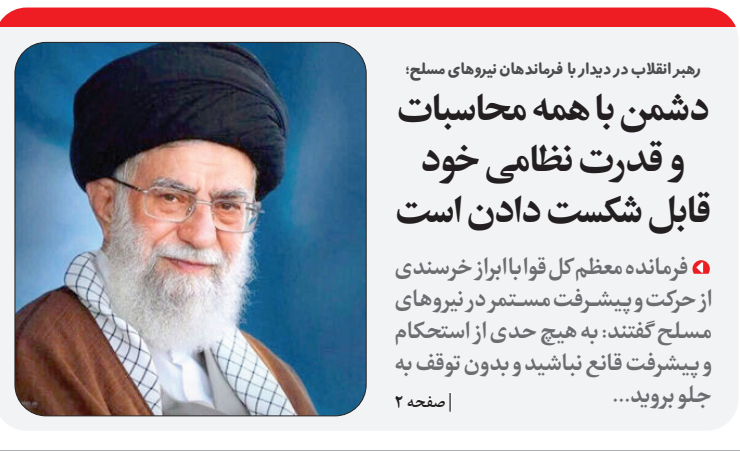 رهبر انقلاب در دیدار با فرماندهان نیروهای مسلح؛
دشمن با همه محاسبات
و قدرت نظامی خود
قابل شکست دادن است
فرمانده معظم کل قوا با ابراز خرسندی
از حرکت و پیشرفت مستمر در نیروهای
مسلح گفتند: به هیچ حدی از استحکام
و پیشرفت قانع نباشید و بدون توقف به
جلو بروید...
| صفحه ۲